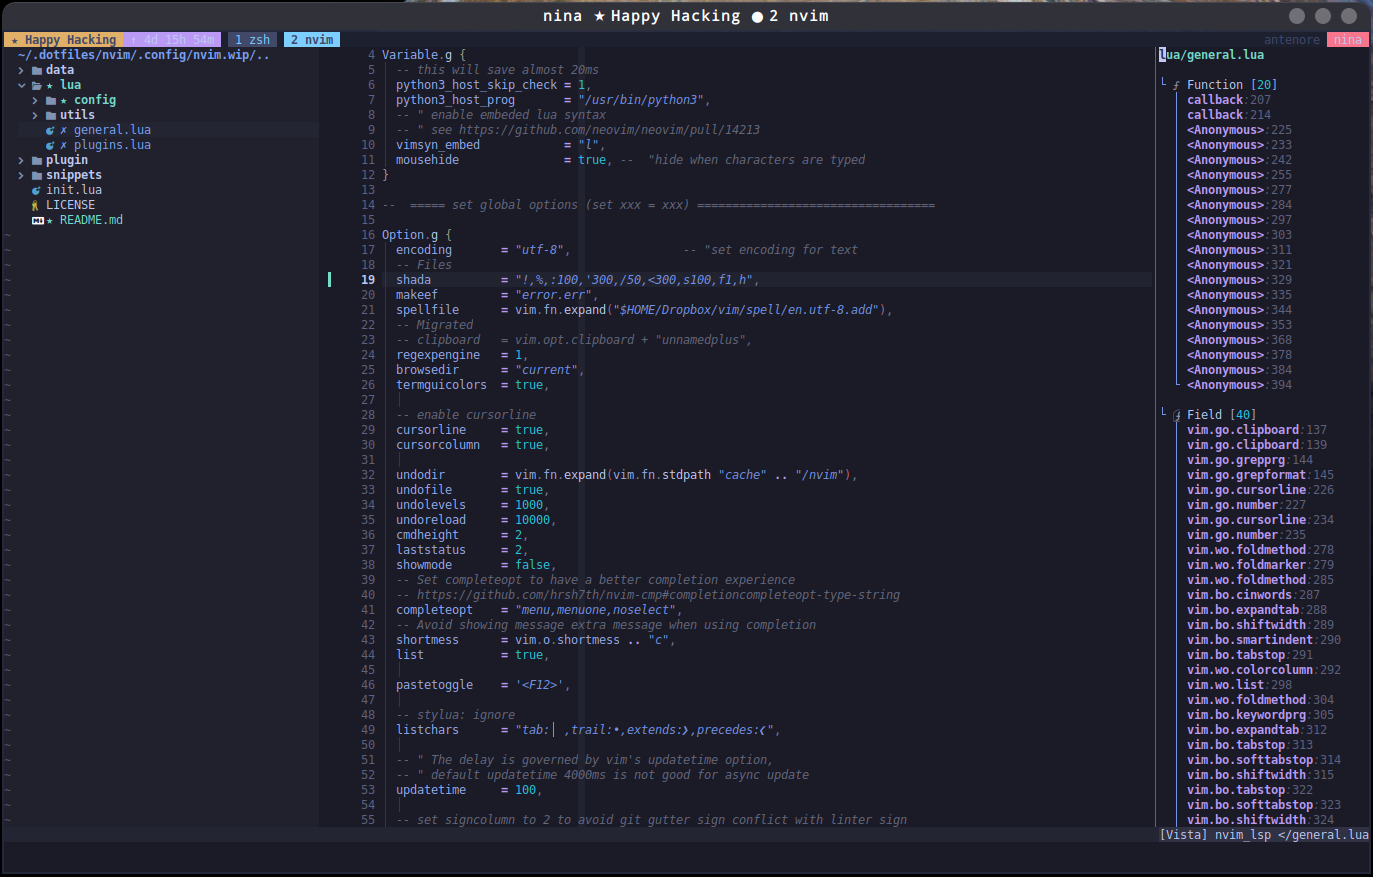 nina ★ Happy Hacking ● 2 nvim
★ Happy Hacking ↑ 4d 15h 54m 1 zsh 2 nvim antenore nina
~/.dotfiles/nvim/.config/nvim.wip/..
data
★ lua
★ config
utils
✗ general.lua
✗ plugins.lua
plugin
snippets
init.lua
LICENSE
★ README.md
4 Variable.g {
5 -- this will save almost 20ms
6 python3_host_skip_check = 1,
7 python3_host_prog = "/usr/bin/python3",
8 -- " enable embeded lua syntax
9 -- " see https://github.com/neovim/neovim/pull/14213
10 vimsyn_embed = "l",
11 mousehide = true, -- "hide when characters are typed
12 }
13
14 -- ===== set global options (set xxx = xxx) ==================================
15
16 Option.g {
17 encoding = "utf-8", -- "set encoding for text
18 -- Files
19 shada = "!,%,:100,'300,/50,<300,s100,f1,h",
20 makeef = "error.err",
21 spellfile = vim.fn.expand("$HOME/Dropbox/vim/spell/en.utf-8.add"),
22 -- Migrated
23 -- clipboard = vim.opt.clipboard + "unnamedplus",
24 regexpengine = 1,
25 browsedir = "current",
26 termguicolors = true,
27
28 -- enable cursorline
29 cursorline = true,
30 cursorcolumn = true,
31
32 undodir = vim.fn.expand(vim.fn.stdpath "cache" .. "/nvim"),
33 undofile = true,
34 undolevels = 1000,
35 undoreload = 10000,
36 cmdheight = 2,
37 laststatus = 2,
38 showmode = false,
39 -- Set completeopt to have a better completion experience
40 -- https://github.com/hrsh7th/nvim-cmp#completioncompleteopt-type-string
41 completeopt = "menu,menuone,noselect",
42 -- Avoid showing message extra message when using completion
43 shortmess = vim.o.shortmess .. "c",
44 list = true,
45
46 pastetoggle = '<F12>',
47
48 -- stylua: ignore
49 listchars = "tab:│ ,trail:•,extends:❯,precedes:❮",
50
51 -- " The delay is governed by vim's updatetime option,
52 -- " default updatetime 4000ms is not good for async update
53 updatetime = 100,
54
55 -- set signcolumn to 2 to avoid git gutter sign conflict with linter sign
lua/general.lua
ƒ Function [20]
callback:207
callback:214
<Anonymous>:225
<Anonymous>:233
<Anonymous>:242
<Anonymous>:255
<Anonymous>:277
<Anonymous>:284
<Anonymous>:297
<Anonymous>:303
<Anonymous>:311
<Anonymous>:321
<Anonymous>:329
<Anonymous>:335
<Anonymous>:344
<Anonymous>:353
<Anonymous>:368
<Anonymous>:378
<Anonymous>:384
<Anonymous>:394
Field [40]
vim.go.clipboard:137
vim.go.clipboard:139
vim.go.grepprg:144
vim.go.grepformat:145
vim.go.cursorline:226
vim.go.number:227
vim.go.cursorline:234
vim.go.number:235
vim.wo.foldmethod:278
vim.wo.foldmarker:279
vim.wo.foldmethod:285
vim.bo.cinwords:287
vim.bo.expandtab:288
vim.bo.shiftwidth:289
vim.bo.smartindent:290
vim.bo.tabstop:291
vim.wo.colorcolumn:292
vim.wo.list:298
vim.wo.foldmethod:304
vim.bo.keywordprg:305
vim.bo.expandtab:312
vim.bo.tabstop:313
vim.bo.softtabstop:314
vim.bo.shiftwidth:315
vim.bo.tabstop:322
vim.bo.softtabstop:323
vim.bo.shiftwidth:324
[Vista] nvim_lsp </general.lua